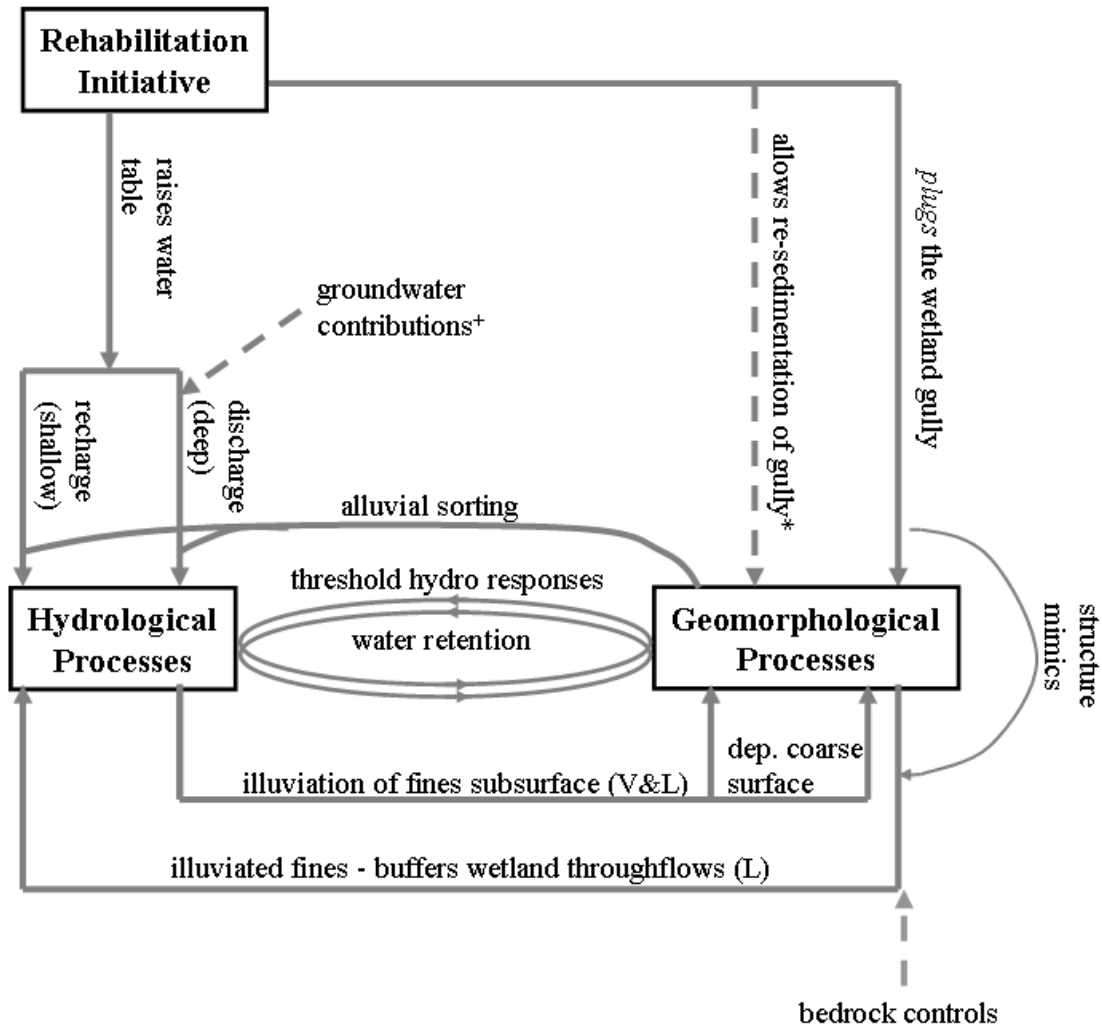 Rehabilitation
Initiative
raises water
table
allows re-sedimentation of gully*
plugs the wetland gully
groundwater
contributions+
recharge
(shallow)
discharge
(deep)
alluvial sorting
threshold hydro responses
water retention
Hydrological
Processes
Geomorphological
Processes
structure
mimics
dep. coarse
surface
illuviation of fines subsurface (V&L)
illuviated fines - buffers wetland throughflows (L)
bedrock controls